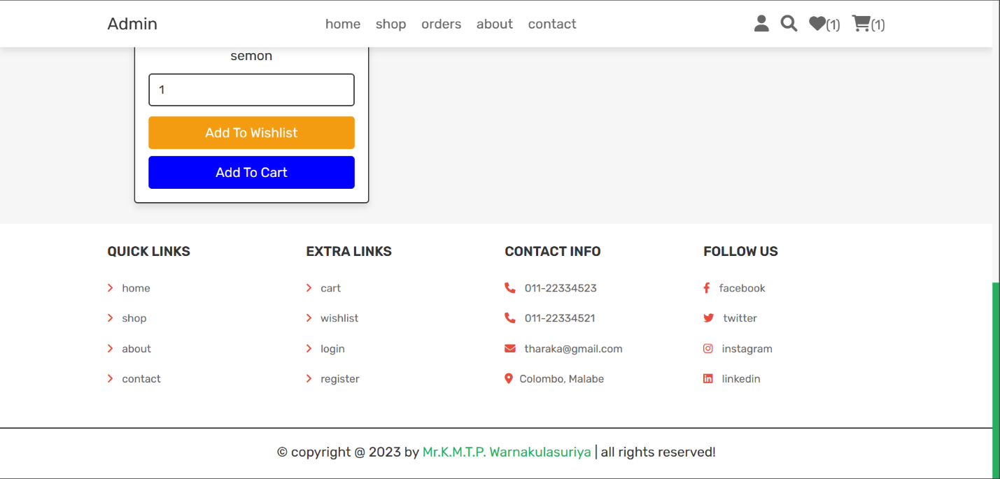 Admin home shop orders about contact (1) (1)
semon
1
Add To Wishlist
Add To Cart
QUICK LINKS
home
shop
about
contact
EXTRA LINKS
cart
wishlist
login
register
CONTACT INFO
011-22334523
011-22334521
tharaka@gmail.com
Colombo, Malabe
FOLLOW US
facebook
twitter
instagram
linkedin
© copyright @ 2023 by Mr.K.M.T.P. Warnakulasuriya | all rights reserved!